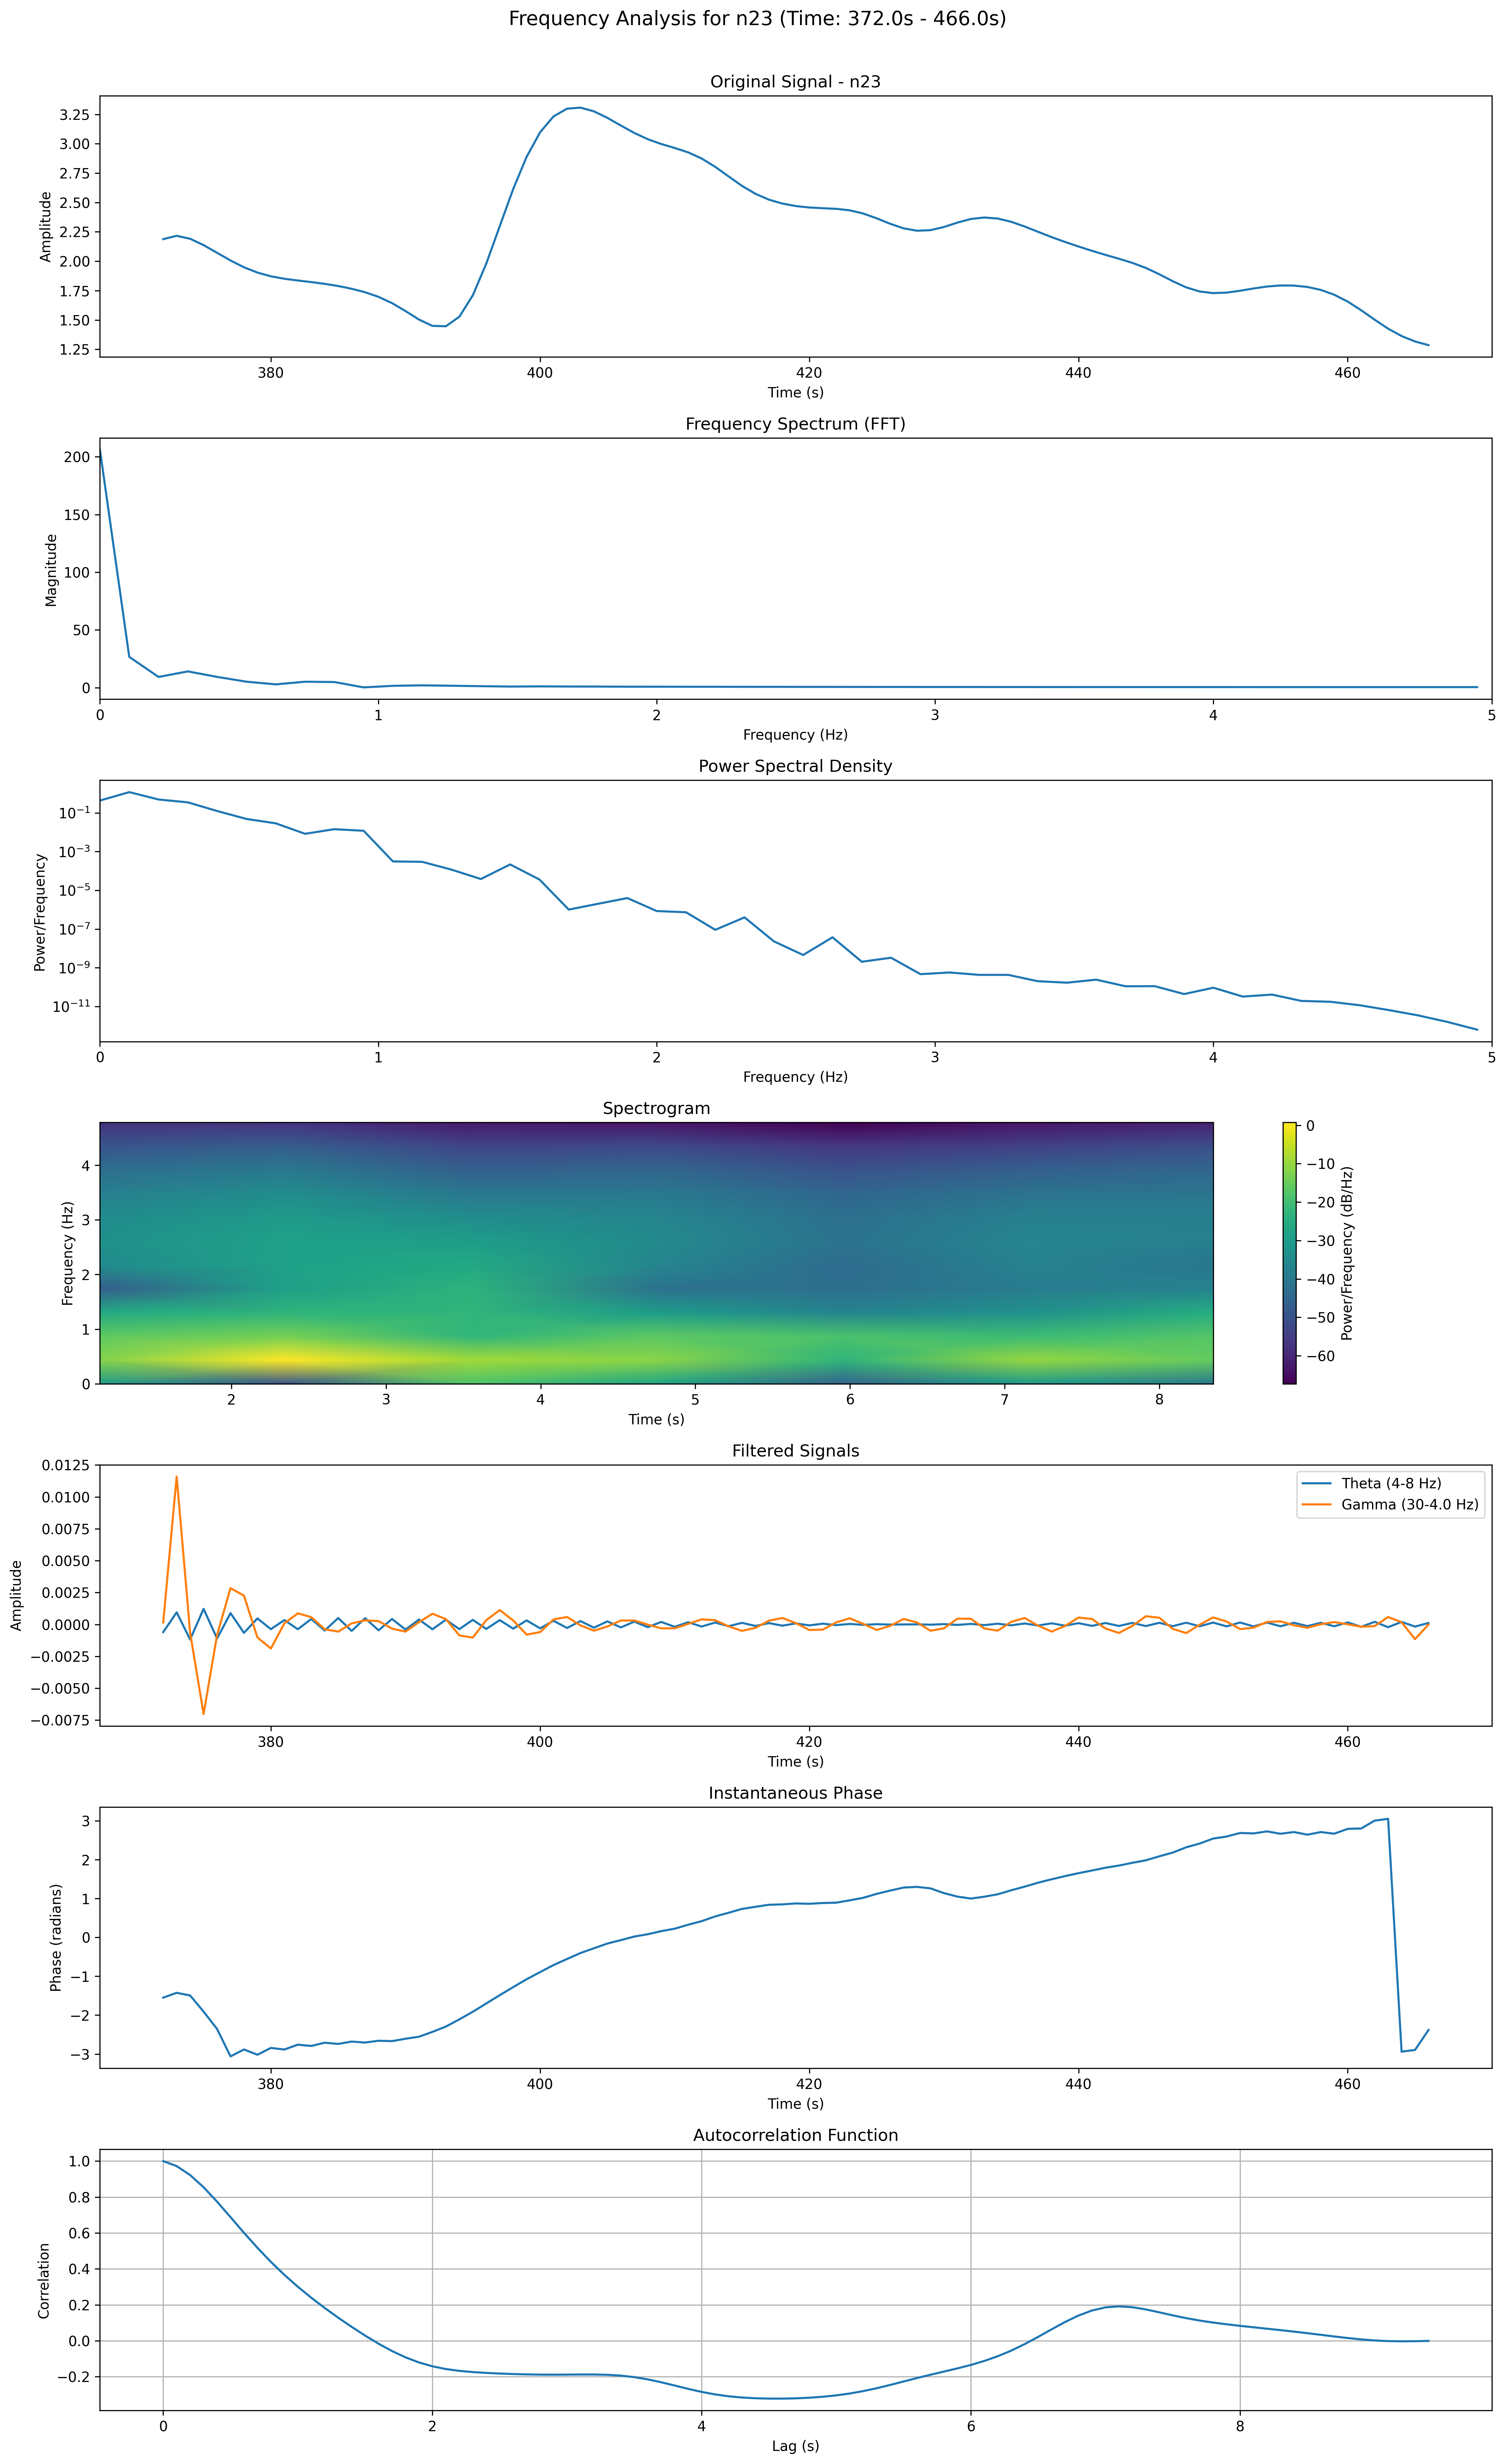 Frequency Analysis for n23 (Time: 372.0s - 466.0s)
Original Signal - n23
Amplitude
3.25
3.00
2.75
2.50
2.25
2.00
1.75
1.50
1.25
380 400 420 440 460
Time (s)
Frequency Spectrum (FFT)
Magnitude
200
150
100
50
0
0 1 2 3 4 5
Frequency (Hz)
Power Spectral Density
Power/Frequency
10⁻¹
10⁻³
10⁻⁵
10⁻⁷
10⁻⁹
10⁻¹¹
0 1 2 3 4 5
Frequency (Hz)
Spectrogram
Frequency (Hz)
4
3
2
1
0
2 3 4 5 6 7 8
Time (s)
0
−10
−20
−30
−40
−50
−60
Power/Frequency (dB/Hz)
Filtered Signals
Amplitude
0.0125
0.0100
0.0075
0.0050
0.0025
0.0000
−0.0025
−0.0050
−0.0075
Theta (4-8 Hz)
Gamma (30-4.0 Hz)
380 400 420 440 460
Time (s)
Instantaneous Phase
Phase (radians)
3
2
1
0
−1
−2
−3
380 400 420 440 460
Time (s)
Autocorrelation Function
Correlation
1.0
0.8
0.6
0.4
0.2
0.0
−0.2
0 2 4 6 8
Lag (s)